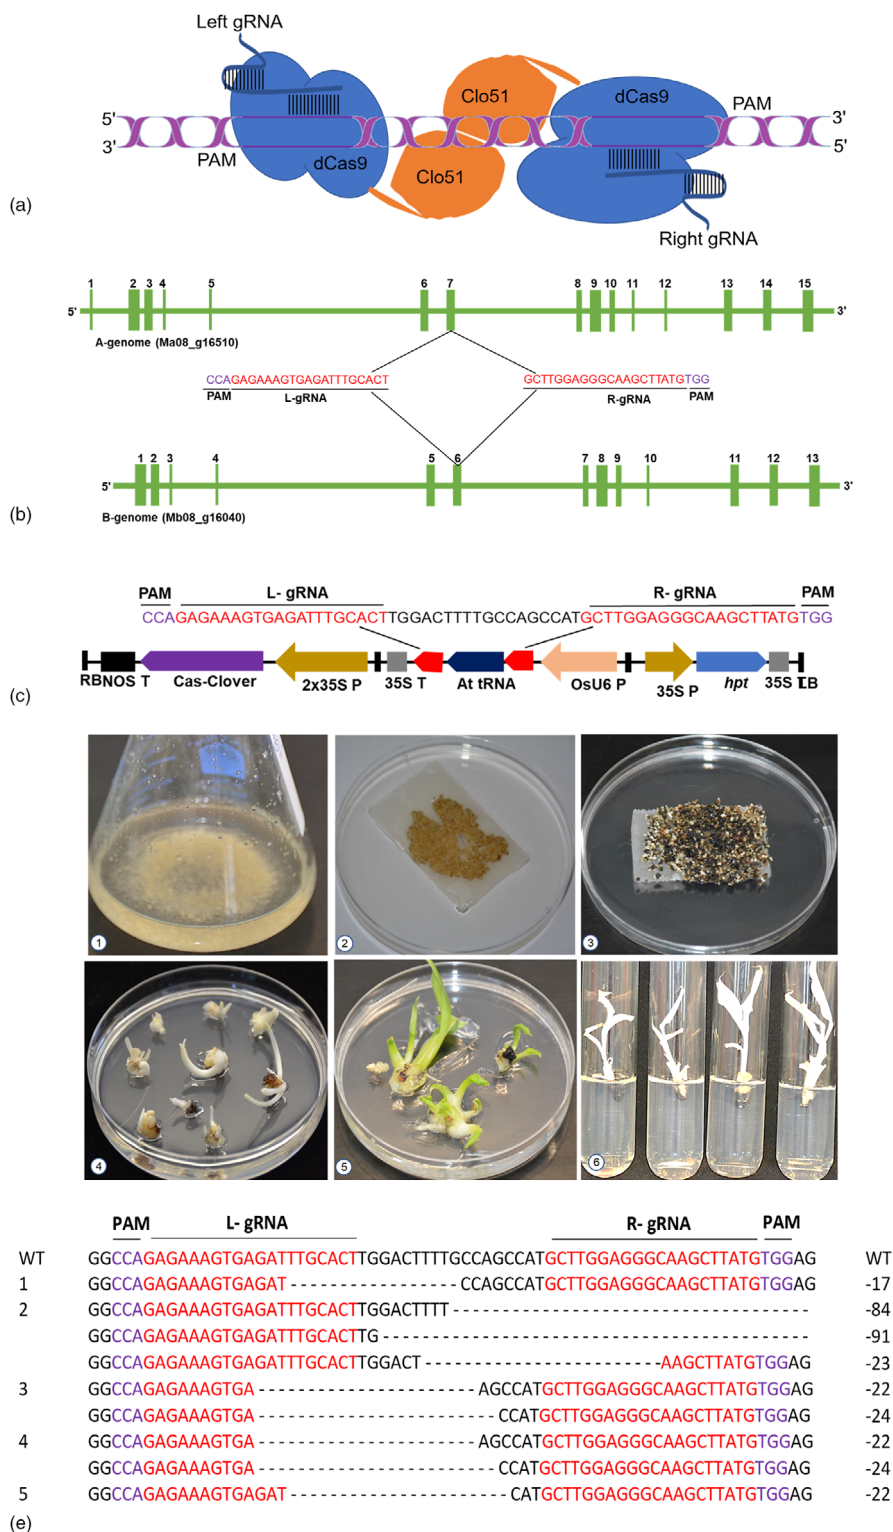 Left gRNA
Clo51
dCas9
PAM
5'
3'
3'
5'
PAM
dCas9
Clo51
Right gRNA
(a)
1 2 3 4 5 6 7 8 9 10 11 12 13 14 15
5'
3'
A-genome (Ma08_g16510)
CCAGAGAAAGTGAGATTTGCACT
GCTTGGAGGGCAAGCTTATGTGG
PAM
L-gRNA
R-gRNA
PAM
1 2 3 4 5 6 7 8 9 10 11 12 13
5'
3'
B-genome (Mb08_g16040)
(b)
PAM L- gRNA R- gRNA PAM
CCAGAGAAAGTGAGATTTGCACTTGGACTTTTGCCAGCCATGCTTGGAGGGCAAGCTTATGTGG
RB NOS T Cas-Clover 2x35S P 35S T At tRNA OsU6 P 35S P hpt 35S T LB
(c)
1
2
3
4
5
6
PAM L- gRNA R- gRNA PAM
WT GGCCAGAGAAAGTGAGATTTGCACTTGGACTTTTGCCAGCCATGCTTGGAGGGCAAGCTTATGTGGAG WT
1 GGCCAGAGAAAGTGAGAT-----------------CCAGCCATGCTTGGAGGGCAAGCTTATGTGGAG -17
2 GGCCAGAGAAAGTGAGATTTGCACTTGGACTTTT---------------------------------- -84
GGCCAGAGAAAGTGAGATTTGCACTTG----------------------------------------- -91
GGCCAGAGAAAGTGAGATTTGCACTTGGACT-----------------------AAGCTTATGTGGAG -23
3 GGCCAGAGAAAGTGA----------------------AGCCATGCTTGGAGGGCAAGCTTATGTGGAG -22
GGCCAGAGAAAGTGA------------------------CCATGCTTGGAGGGCAAGCTTATGTGGAG -24
4 GGCCAGAGAAAGTGA----------------------AGCCATGCTTGGAGGGCAAGCTTATGTGGAG -22
GGCCAGAGAAAGTGA------------------------CCATGCTTGGAGGGCAAGCTTATGTGGAG -24
5 GGCCAGAGAAAGTGAGAT----------------------CATGCTTGGAGGGCAAGCTTATGTGGAG -22
(e)